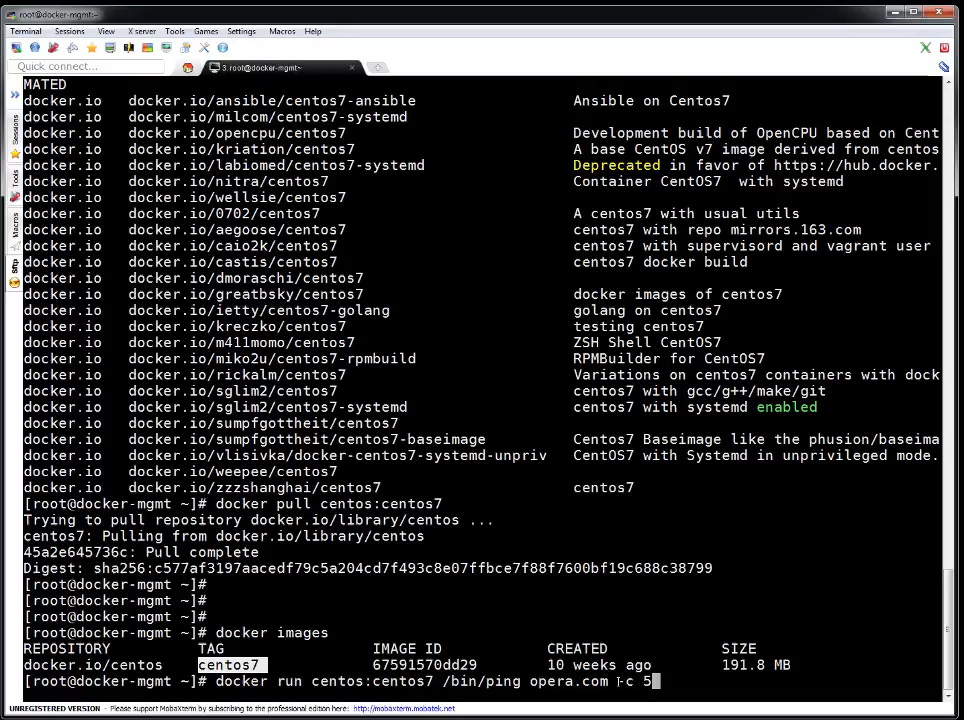 root@docker-mgmt:~
Terminal Sessions View X server Tools Games Settings Macros Help
Quick connect...
3. root@docker-mgmt:~
Sessions
Tools
Macros
Sftp
MATED
docker.io docker.io/ansible/centos7-ansible Ansible on Centos7
docker.io docker.io/milcom/centos7-systemd
docker.io docker.io/opencpu/centos7 Development build of OpenCPU based on Cent
docker.io docker.io/kriation/centos7 A base CentOS v7 image derived from centos
docker.io docker.io/labiomed/centos7-systemd Deprecated in favor of https://hub.docker.
docker.io docker.io/nitra/centos7 Container CentOS7 with systemd
docker.io docker.io/wellsie/centos7
docker.io docker.io/0702/centos7 A centos7 with usual utils
docker.io docker.io/aegoose/centos7 centos7 with repo mirrors.163.com
docker.io docker.io/caio2k/centos7 centos7 with supervisord and vagrant user
docker.io docker.io/castis/centos7 centos7 docker build
docker.io docker.io/dmoraschi/centos7
docker.io docker.io/greatbsky/centos7 docker images of centos7
docker.io docker.io/ietty/centos7-golang golang on centos7
docker.io docker.io/kreczko/centos7 testing centos7
docker.io docker.io/m411momo/centos7 ZSH Shell CentOS7
docker.io docker.io/miko2u/centos7-rpmbuild RPMBuilder for CentOS7
docker.io docker.io/rickalm/centos7 Variations on centos7 containers with dock
docker.io docker.io/sglim2/centos7 centos7 with gcc/g++/make/git
docker.io docker.io/sglim2/centos7-systemd centos7 with systemd enabled
docker.io docker.io/sumpfgottheit/centos7
docker.io docker.io/sumpfgottheit/centos7-baseimage Centos7 Baseimage like the phusion/baseima
docker.io docker.io/vlisivka/docker-centos7-systemd-unpriv CentOS7 with Systemd in unprivileged mode.
docker.io docker.io/weepee/centos7
docker.io docker.io/zzzshanghai/centos7 centos7
[root@docker-mgmt ~]# docker pull centos:centos7
Trying to pull repository docker.io/library/centos ...
centos7: Pulling from docker.io/library/centos
45a2e645736c: Pull complete
Digest: sha256:c577af3197aacedf79c5a204cd7f493c8e07ffbce7f88f7600bf19c688c38799
[root@docker-mgmt ~]#
[root@docker-mgmt ~]#
[root@docker-mgmt ~]#
[root@docker-mgmt ~]# docker images
REPOSITORY TAG IMAGE ID CREATED SIZE
docker.io/centos centos7 67591570dd29 10 weeks ago 191.8 MB
[root@docker-mgmt ~]# docker run centos:centos7 /bin/ping opera.com -c 5
UNREGISTERED VERSION - Please support MobaXterm by subscribing to the professional edition here: http://mobaxterm.mobatek.net